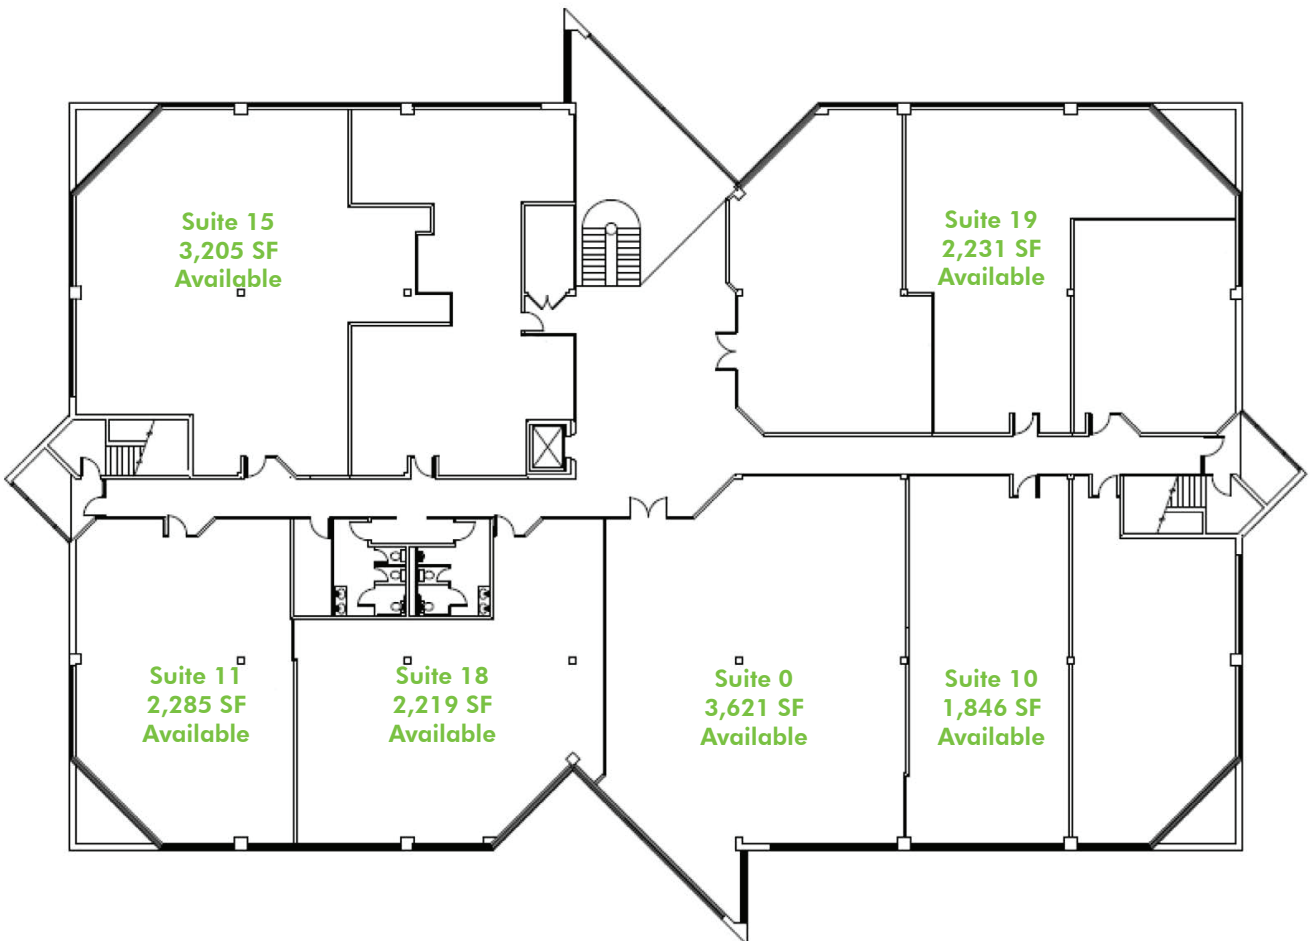 Suite 15
3,205 SF
Available
Suite 19
2,231 SF
Available
Suite 11
2,285 SF
Available
Suite 18
2,219 SF
Available
Suite 0
3,621 SF
Available
Suite 10
1,846 SF
Available